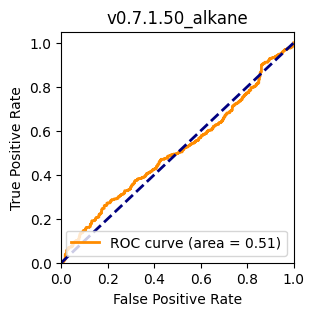 v0.7.1.50_alkane
True Positive Rate
1.0
0.8
0.6
0.4
0.2
0.0
ROC curve (area = 0.51)
0.0 0.2 0.4 0.6 0.8 1.0
False Positive Rate